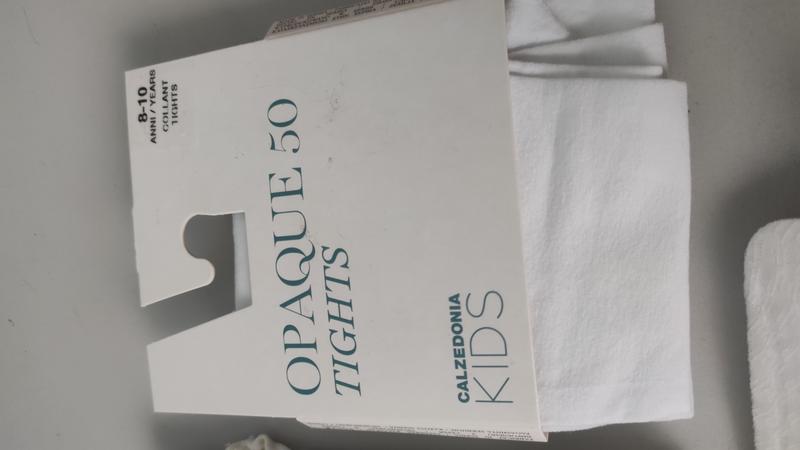 8-10
ANNI / YEARS
COLLANT
TIGHTS
OPAQUE 50
TIGHTS
CALZEDONIA
KIDS